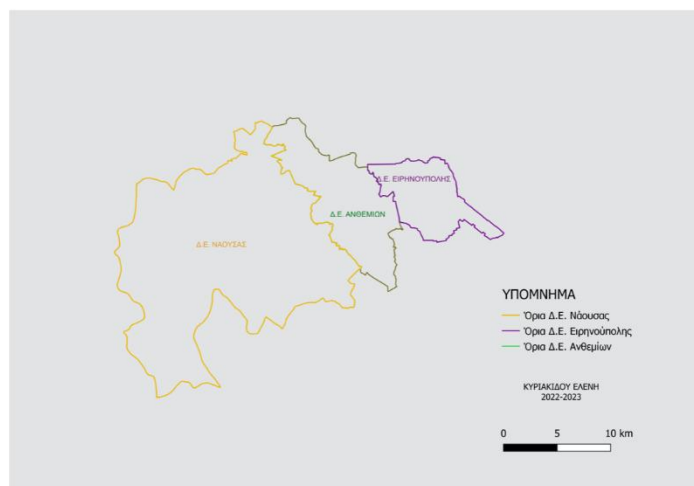 Δ.Ε. ΕΙΡΗΝΟΥΠΟΛΗΣ
Δ.Ε. ΑΝΘΕΜΙΩΝ
Δ.Ε. ΝΑΟΥΣΑΣ
ΥΠΟΜΝΗΜΑ
Όρια Δ.Ε. Νάουσας
Όρια Δ.Ε. Ειρηνούπολης
Όρια Δ.Ε. Ανθεμίων
ΚΥΡΙΑΚΙΔΟΥ ΕΛΕΝΗ
2022-2023
0 5 10 km